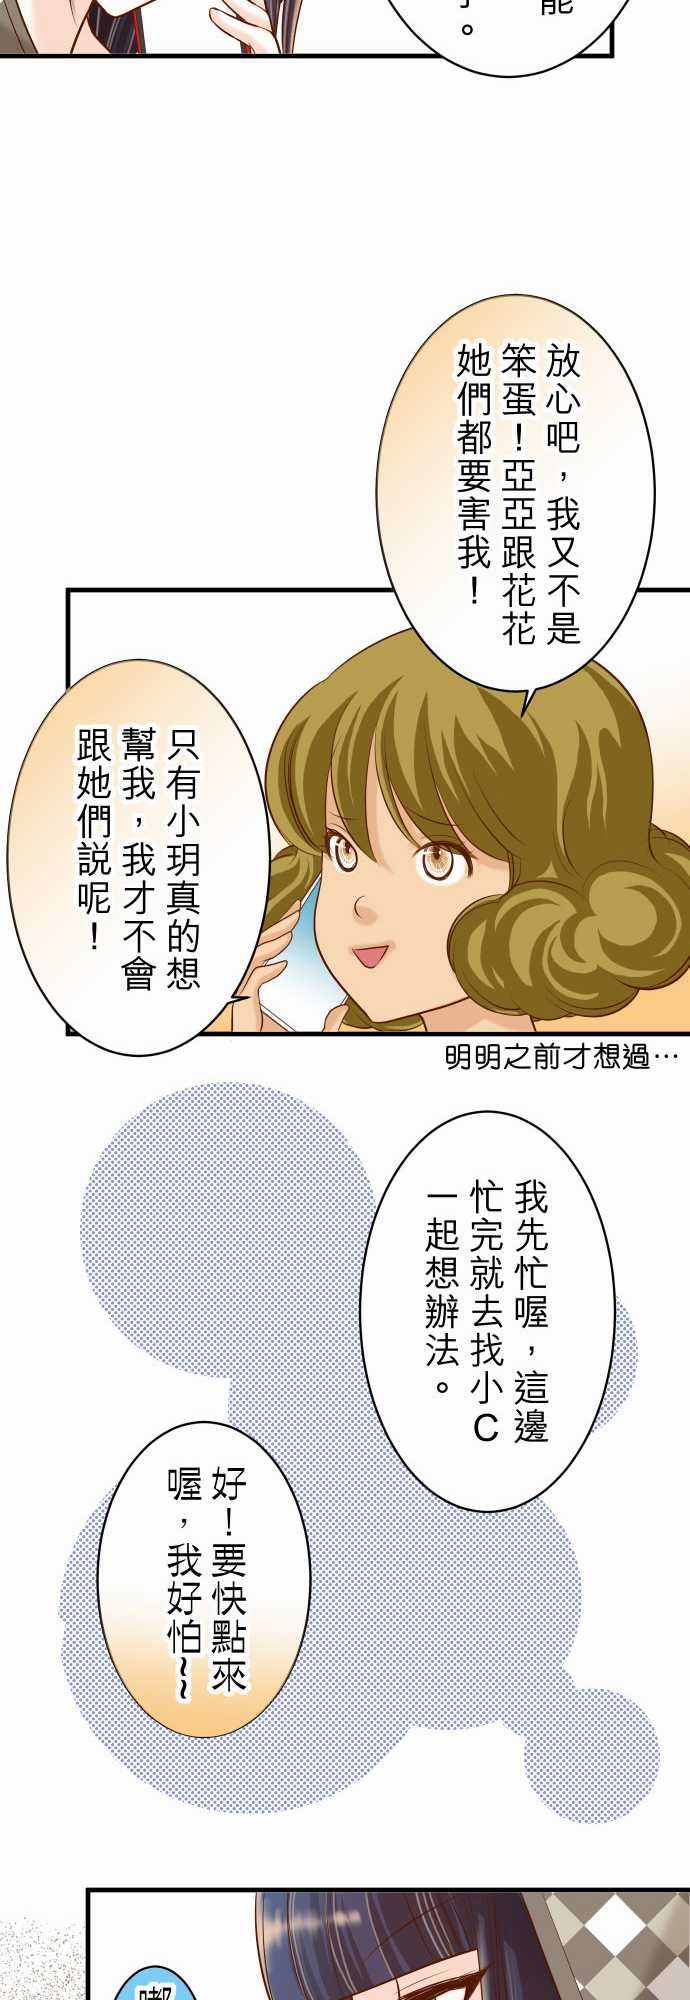 能
。
放心吧，我又不是
笨蛋！亞亞跟花花
她們都要害我！
只有小玥真的想
幫我，我才不會
跟她們說呢！
明明之前才想過…
我先忙喔，這邊
忙完就去找小C
一起想辦法。
好！要快點來
喔，我好怕~~
嘟